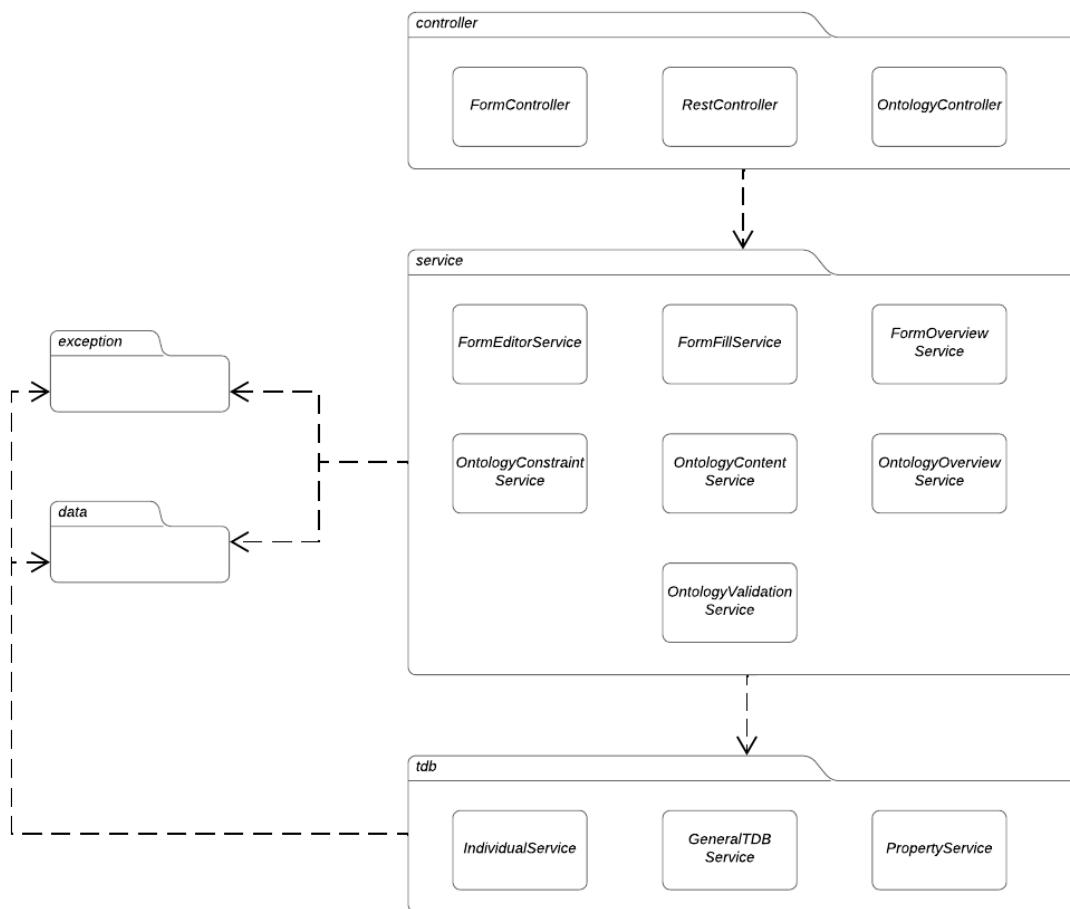 controller
FormController
RestController
OntologyController
service
FormEditorService
FormFillService
FormOverview
Service
exception
OntologyConstraint
Service
OntologyContent
Service
OntologyOverview
Service
data
OntologyValidation
Service
tdb
IndividualService
GeneralTDB
Service
PropertyService